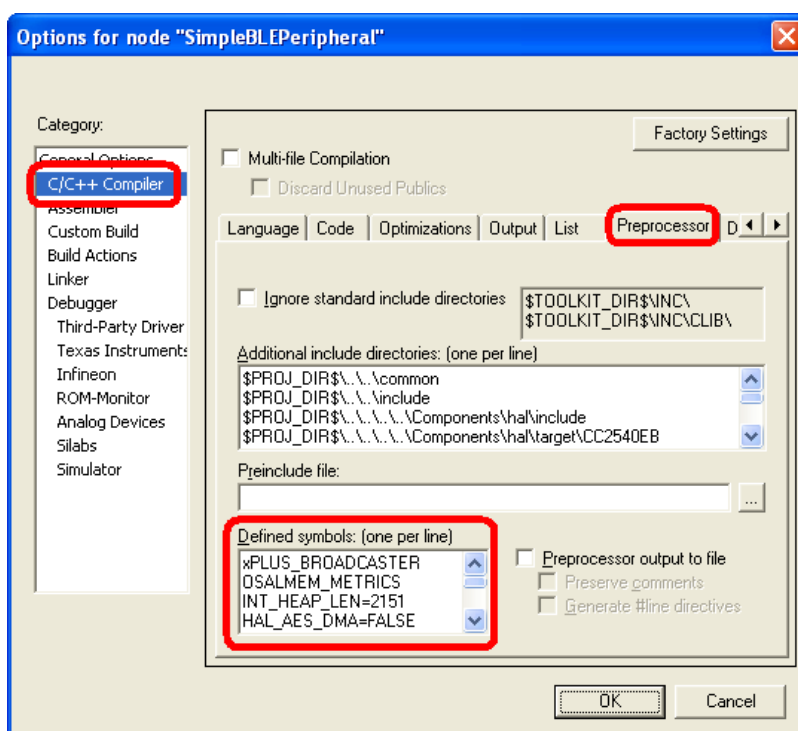 Options for node "SimpleBLEPeripheral"
Category:
General Options
C/C++ Compiler
Assembler
Custom Build
Build Actions
Linker
Debugger
Third-Party Driver
Texas Instruments
Infineon
ROM-Monitor
Analog Devices
Silabs
Simulator
Factory Settings
Multi-file Compilation
Discard Unused Publics
Language Code Optimizations Output List Preprocessor D
Ignore standard include directories
$TOOLKIT_DIR$\INC\
$TOOLKIT_DIR$\INC\CLIB\
Additional include directories: (one per line)
$PROJ_DIR$\..\..\common
$PROJ_DIR$\..\..\include
$PROJ_DIR$\..\..\..\..\Components\hal\include
$PROJ_DIR$\..\..\..\..\Components\hal\target\CC2540EB
Preinclude file:
...
Defined symbols: (one per line)
xPLUS_BROADCASTER
OSALMEM_METRICS
INT_HEAP_LEN=2151
HAL_AES_DMA=FALSE
Preprocessor output to file
Preserve comments
Generate #line directives
OK
Cancel